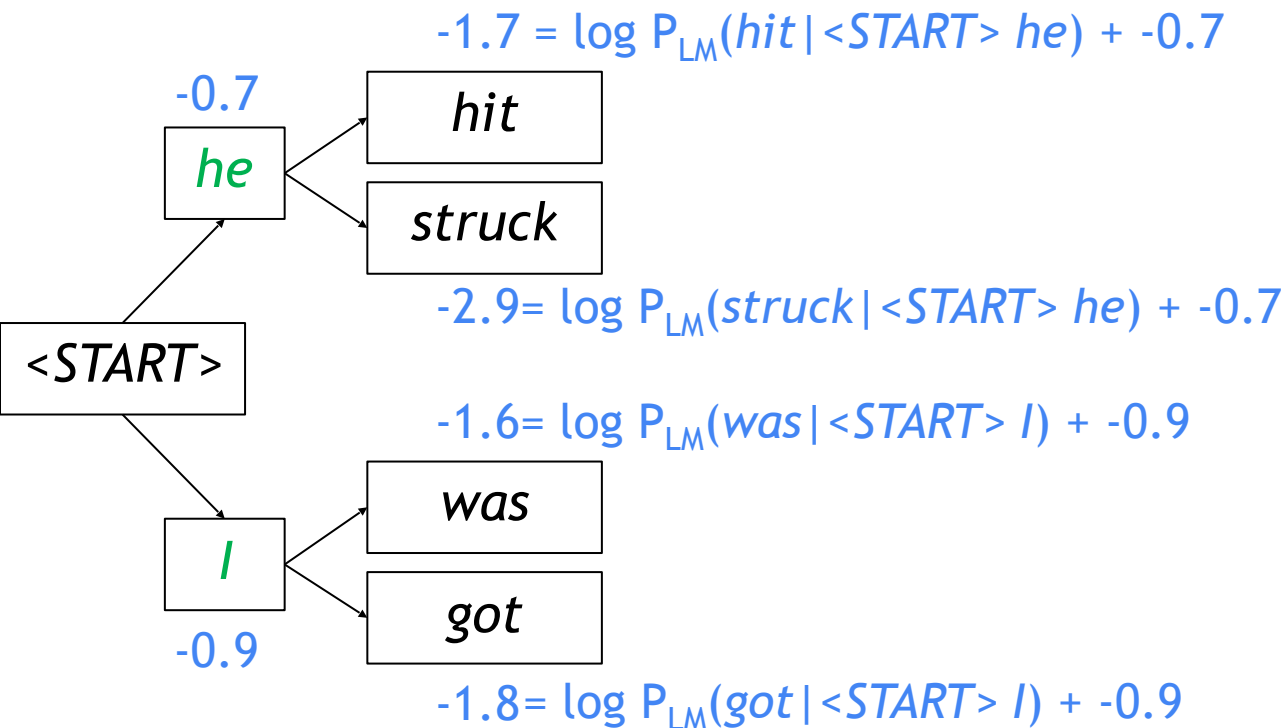 -1.7 = log P_LM(hit|<START> he) + -0.7
-0.7
hit
he
struck
-2.9= log P_LM(struck|<START> he) + -0.7
<START>
-1.6= log P_LM(was|<START> I) + -0.9
was
I
got
-0.9
-1.8= log P_LM(got|<START> I) + -0.9